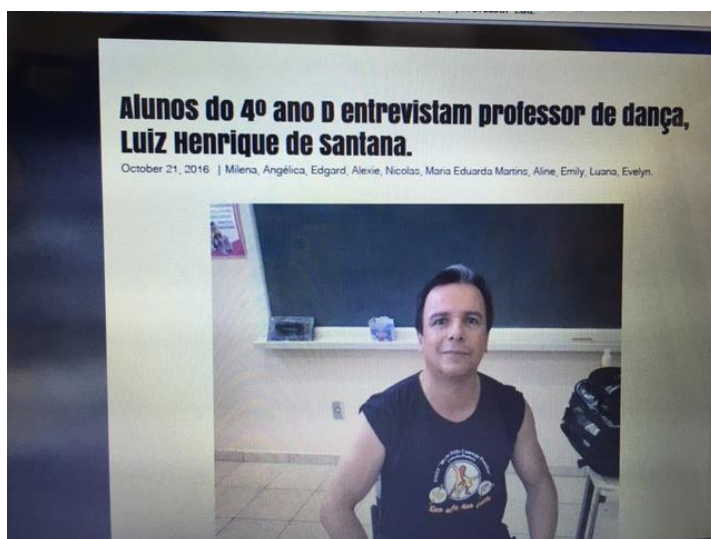 Alunos do 4º ano D entrevistam professor de dança,
Luiz Henrique de Santana.
October 21, 2016 | Milena, Angélica, Edgard, Alexie, Nicolas, Maria Eduarda Martins, Aline, Emily, Luana, Evelyn.